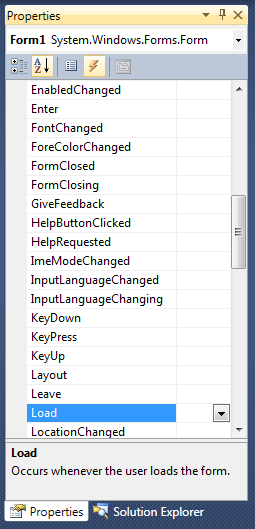 Properties
Form1 System.Windows.Forms.Form
EnabledChanged
Enter
FontChanged
ForeColorChanged
FormClosed
FormClosing
GiveFeedback
HelpButtonClicked
HelpRequested
ImeModeChanged
InputLanguageChanged
InputLanguageChanging
KeyDown
KeyPress
KeyUp
Layout
Leave
Load
LocationChanged
Load
Occurs whenever the user loads the form.
Properties Solution Explorer